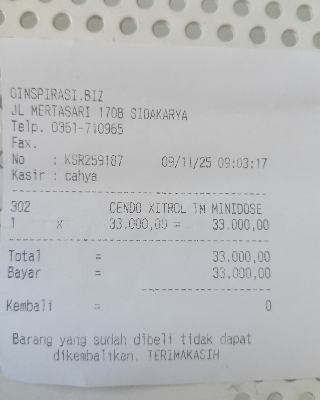 OINSPIRASI.BIZ
JL MERTASARI 170B SIDAKARYA
Telp. 0361-710965
Fax.
No : KSR259187 09/11/25 09:03:17
Kasir : cahya
302 CENDO XITROL TM MINIDOSE
1 x 33.000,00 = 33.000,00
Total = 33.000,00
Bayar = 33.000,00
Kembali = 0
Barang yang sudah dibeli tidak dapat
dikembalikan. TERIMAKASIH